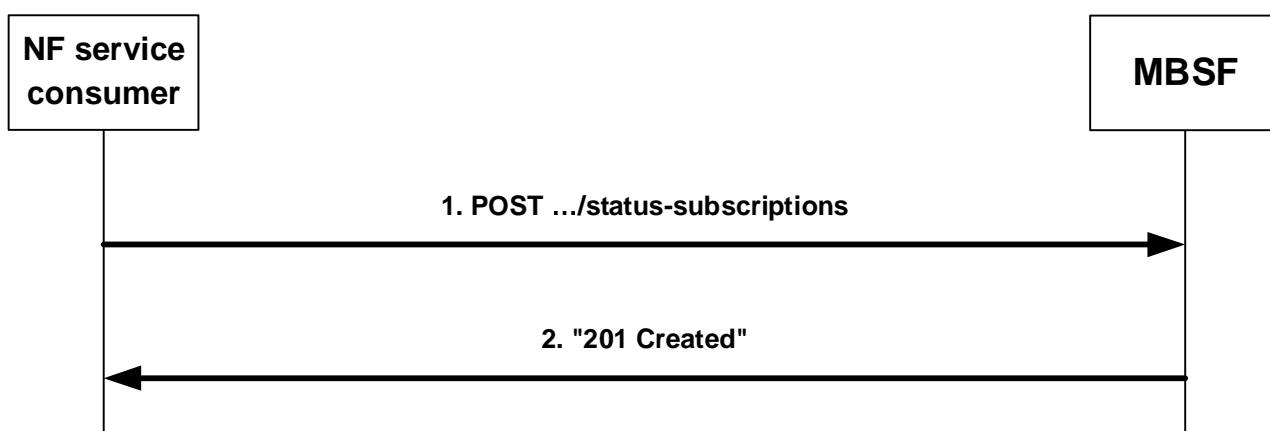 NF service
consumer
MBSF
1. POST .../status-subscriptions
2. "201 Created"